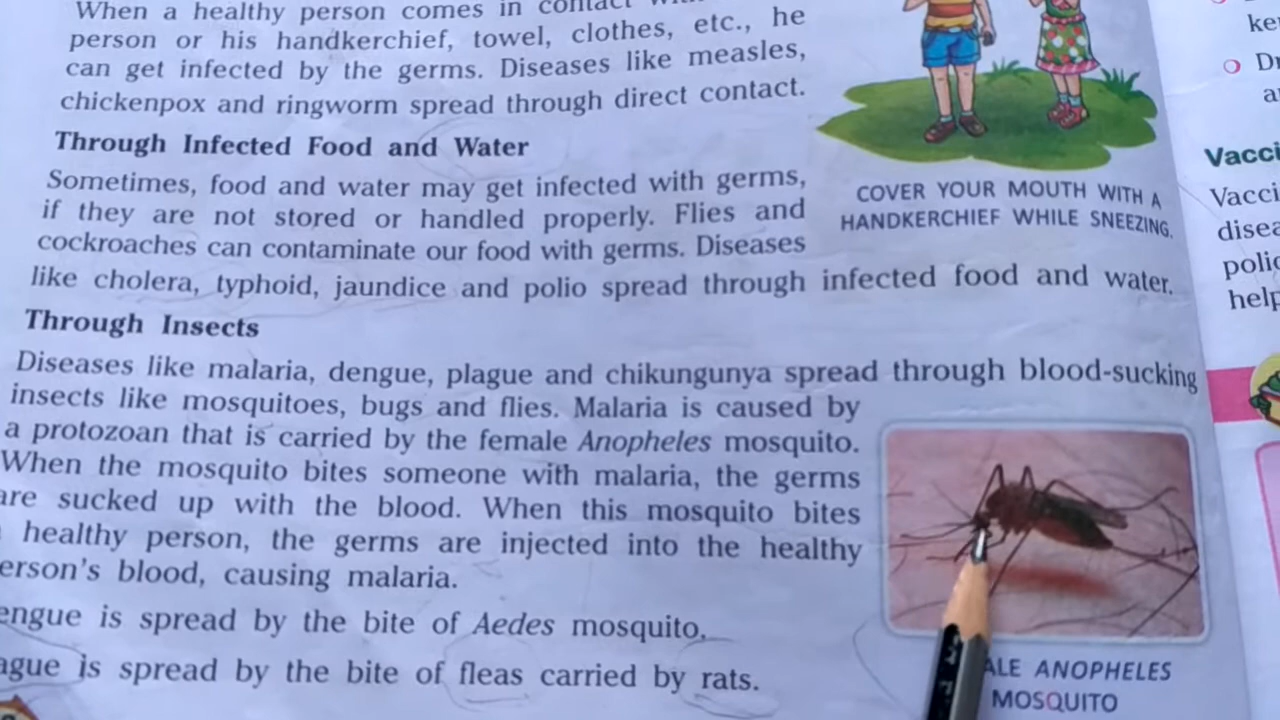 When a healthy person comes in contact
person or his handkerchief, towel, clothes, etc., he
can get infected by the germs. Diseases like measles,
chickenpox and ringworm spread through direct contact.
Through Infected Food and Water
Sometimes, food and water may get infected with germs,
if they are not stored or handled properly. Flies and
cockroaches can contaminate our food with germs. Diseases
like cholera, typhoid, jaundice and polio spread through infected food and water.
COVER YOUR MOUTH WITH A
HANDKERCHIEF WHILE SNEEZING.
Through Insects
Diseases like malaria, dengue, plague and chikungunya spread through blood-sucking
insects like mosquitoes, bugs and flies. Malaria is caused by
a protozoan that is carried by the female Anopheles mosquito.
When the mosquito bites someone with malaria, the germs
are sucked up with the blood. When this mosquito bites
healthy person, the germs are injected into the healthy
erson's blood, causing malaria.
engue is spread by the bite of Aedes mosquito.
ague is spread by the bite of fleas carried by rats.
ALE ANOPHELES
MOSQUITO
Vacci
Vacci
disea
polio
help